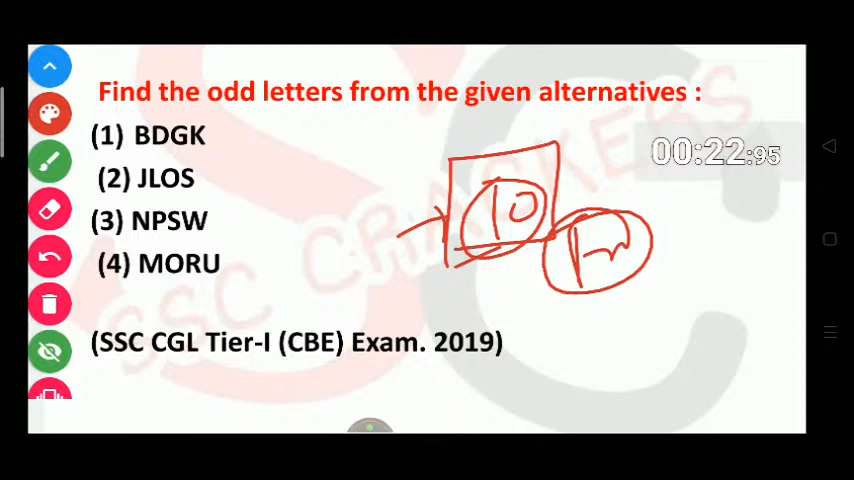 Find the odd letters from the given alternatives :
(1) BDGK
00:22:95
(2) JLOS
10
(3) NPSW
(4) MORU
(SSC CGL Tier-I (CBE) Exam. 2019)
SSC CRACKERS